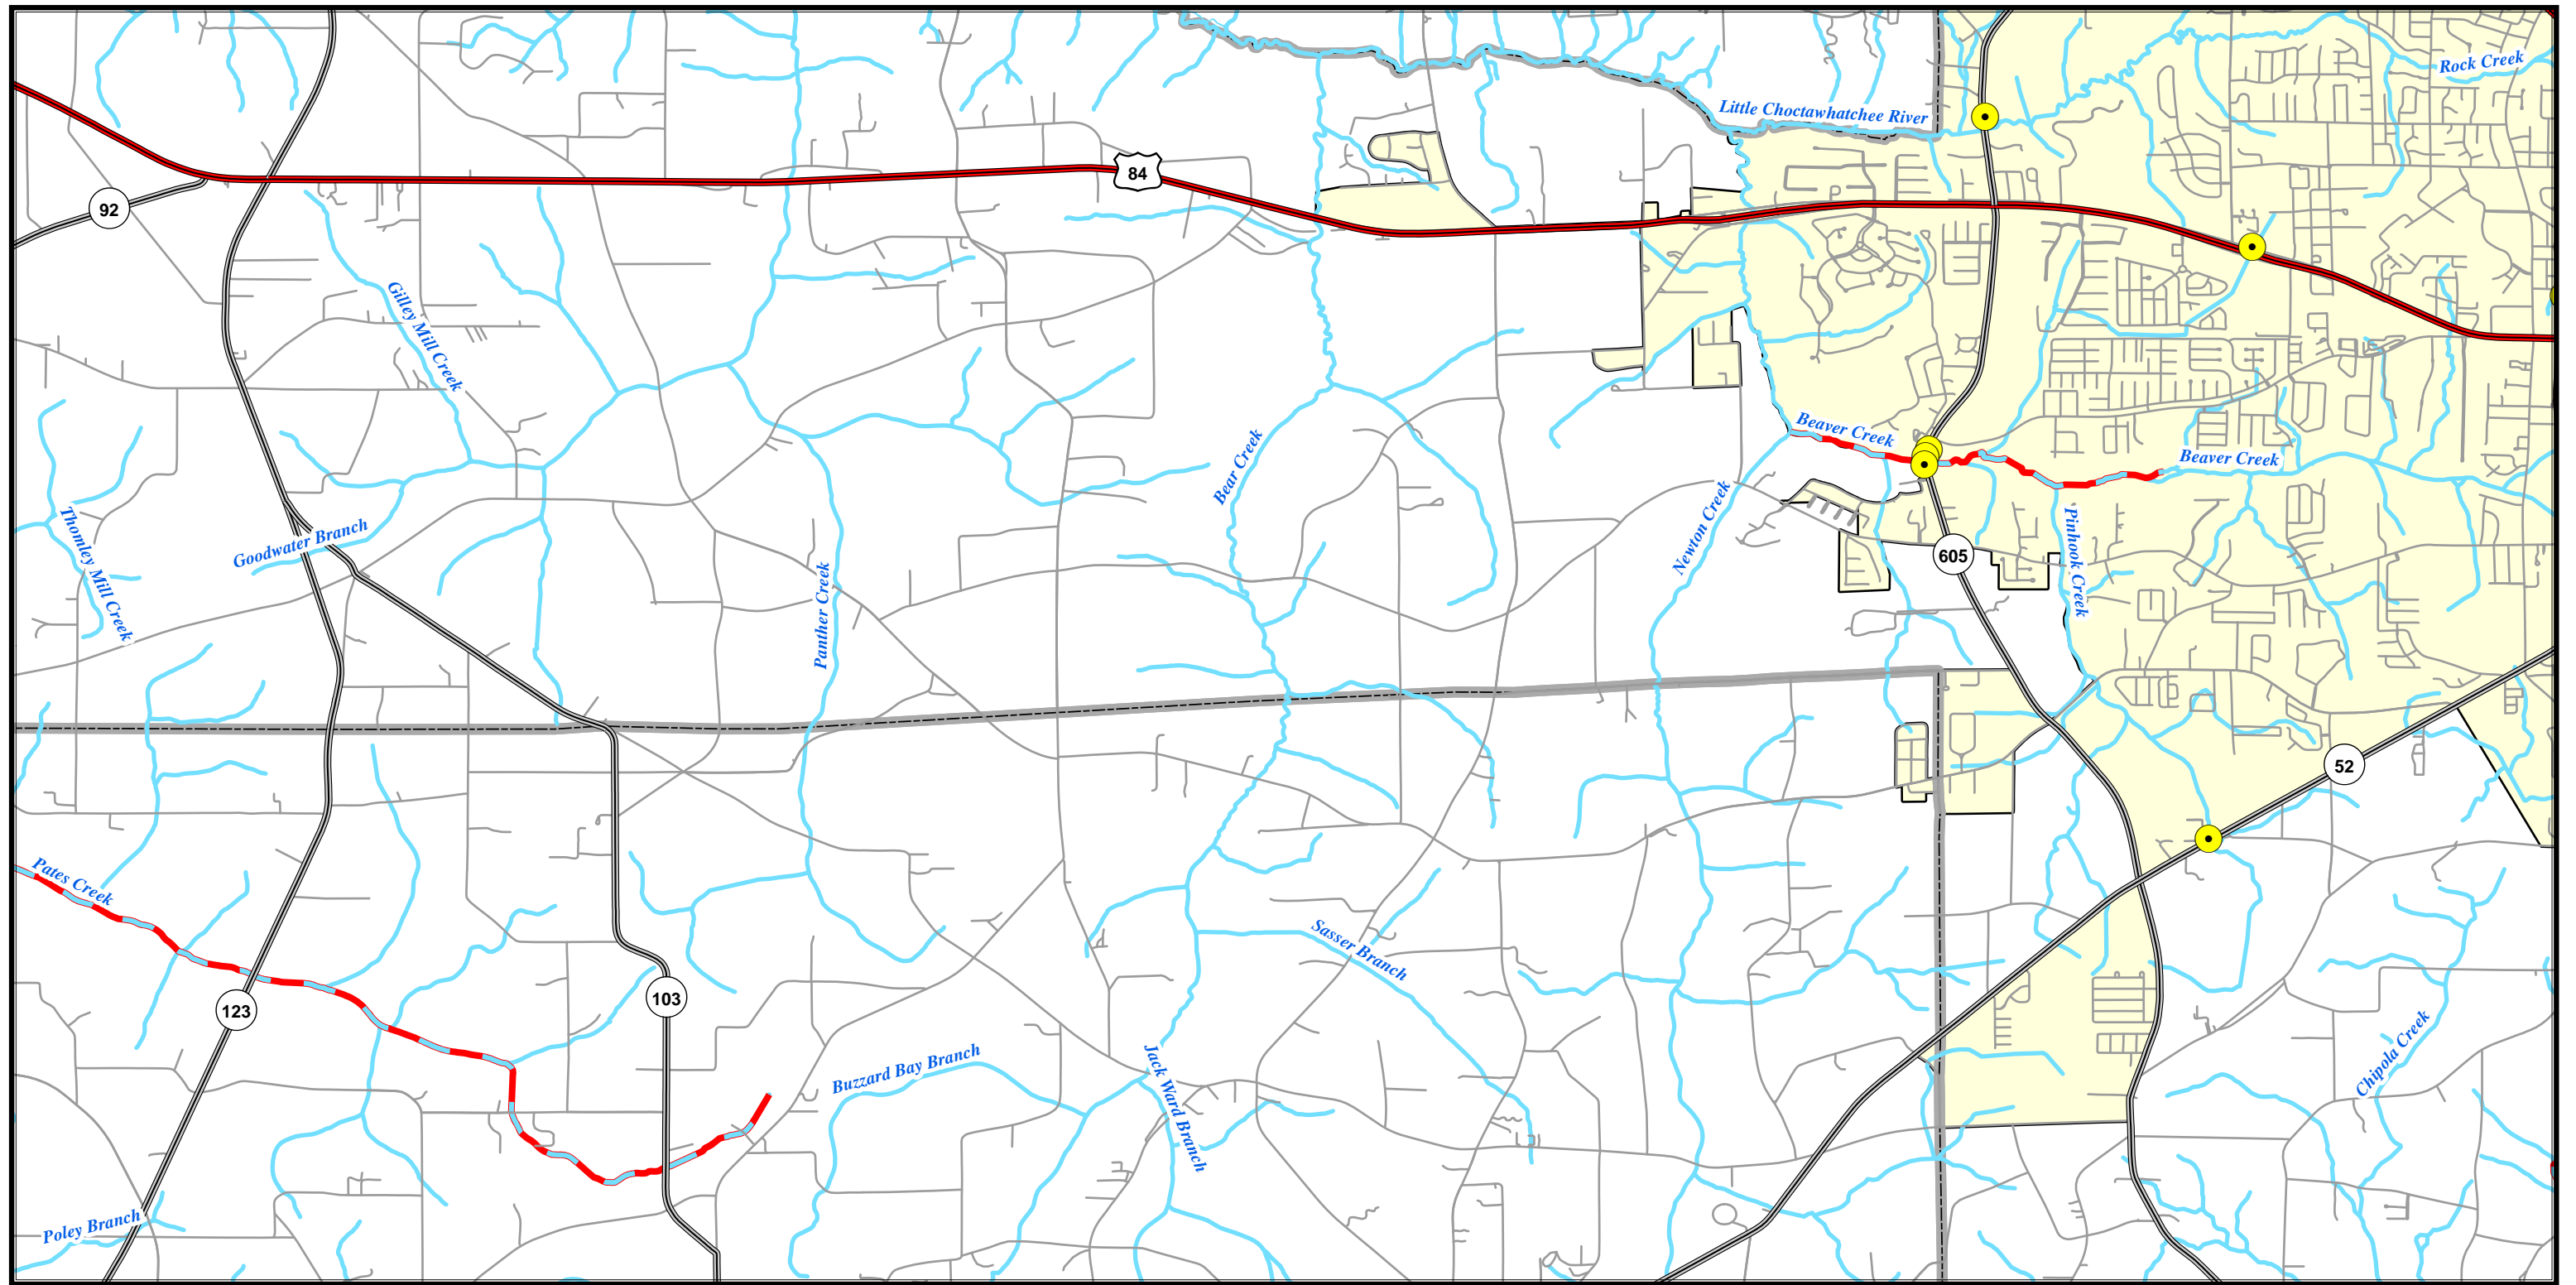 Rock Creek
Little Choctawhatchee River
84
92
Gilley Mill Creek
Beaver Creek
Beaver Creek
Bear Creek
Newton Creek
Thomley Mill Creek
Goodwater Branch
Pinhook Creek
605
Panther Creek
52
Pates Creek
Sasser Branch
103
123
Chipola Creek
Buzzard Bay Branch
Jack Ward Branch
Poley Branch